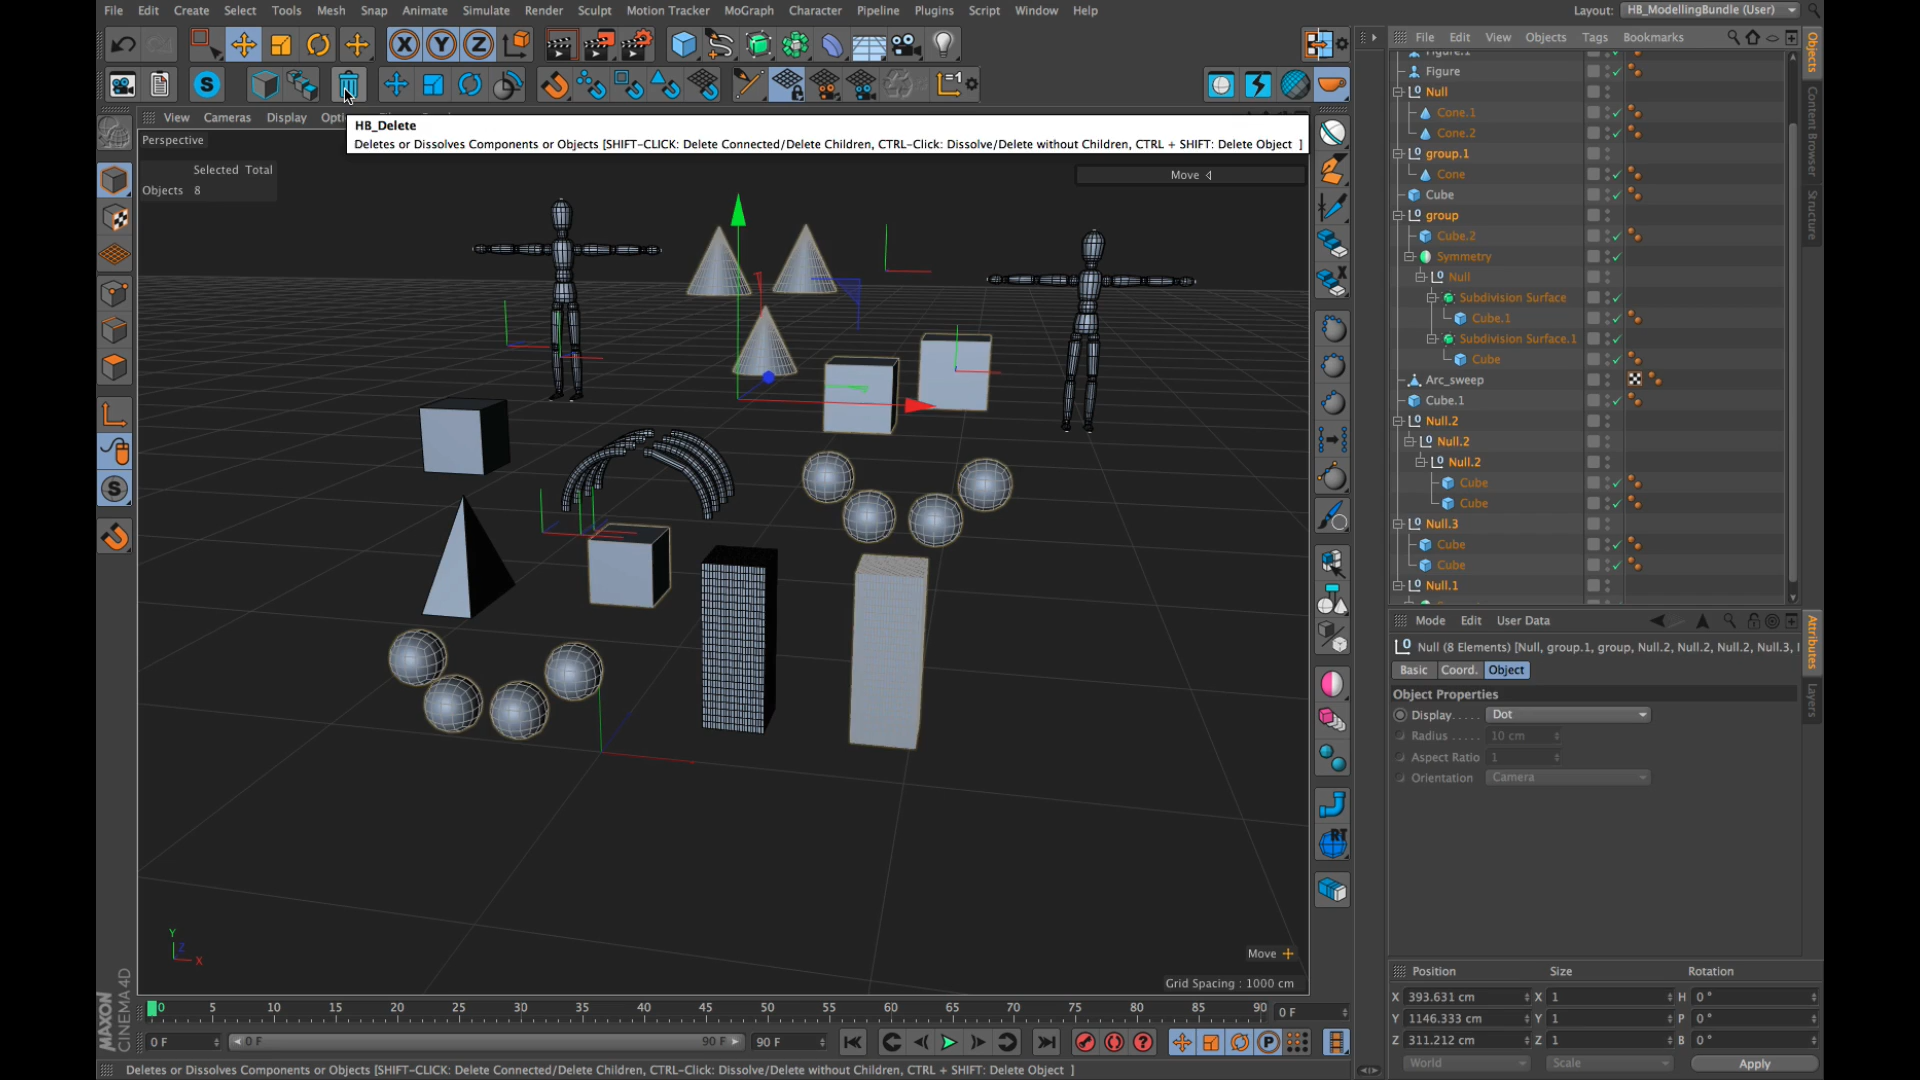 File Edit Create Select Tools Mesh Snap Animate Simulate Render Sculpt Motion Tracker MoGraph Character Pipeline Plugins Script Window Help
Layout: HB_ModellingBundle (User)
File Edit View Objects Tags Bookmarks
View Cameras Display
Perspective
HB_Delete
Deletes or Dissolves Components or Objects [SHIFT-CLICK: Delete Connected/Delete Children, CTRL-Click: Dissolve/Delete without Children, CTRL + SHIFT: Delete Object ]
Selected Total
Objects 8
Move
Figure.1
Figure
Null
Cone.1
Cone.2
group.1
Cone
Cube
group
Cube.2
Symmetry
Null
Subdivision Surface
Cube.1
Subdivision Surface.1
Cube
Arc_sweep
Cube.1
Null.2
Null.2
Null.2
Cube
Cube
Null.3
Cube
Cube
Null.1
Objects
Content Browser
Structure
Mode Edit User Data
Null (8 Elements) [Null, group.1, group, Null.2, Null.2, Null.2, Null.3,
Basic Coord. Object
Object Properties
Display Dot
Radius 10 cm
Aspect Ratio 1
Orientation Camera
Attributes
Layers
RT
Y
Z
X
Move
Grid Spacing : 1000 cm
0 5 10 15 20 25 30 35 40 45 50 55 60 65 70 75 80 85 90 0 F
0 F 0 F 90 F 90 F
Position Size Rotation
X 393.631 cm X 1 H 0 °
Y 1146.333 cm Y 1 P 0 °
Z 311.212 cm Z 1 B 0 °
World Scale Apply
MAXON
CINEMA 4D
Deletes or Dissolves Components or Objects [SHIFT-CLICK: Delete Connected/Delete Children, CTRL-Click: Dissolve/Delete without Children, CTRL + SHIFT: Delete Object ]